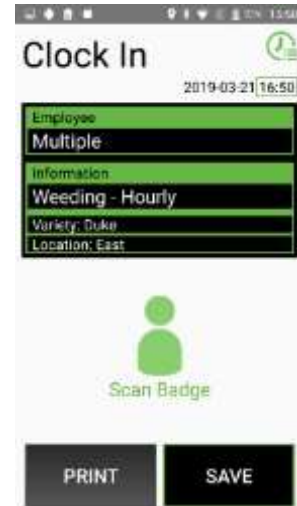 Clock In
2019-03-21 16:50
Employee
Multiple
Information
Weeding - Hourly
Variety: Duke
Location: East
Scan Badge
PRINT
SAVE